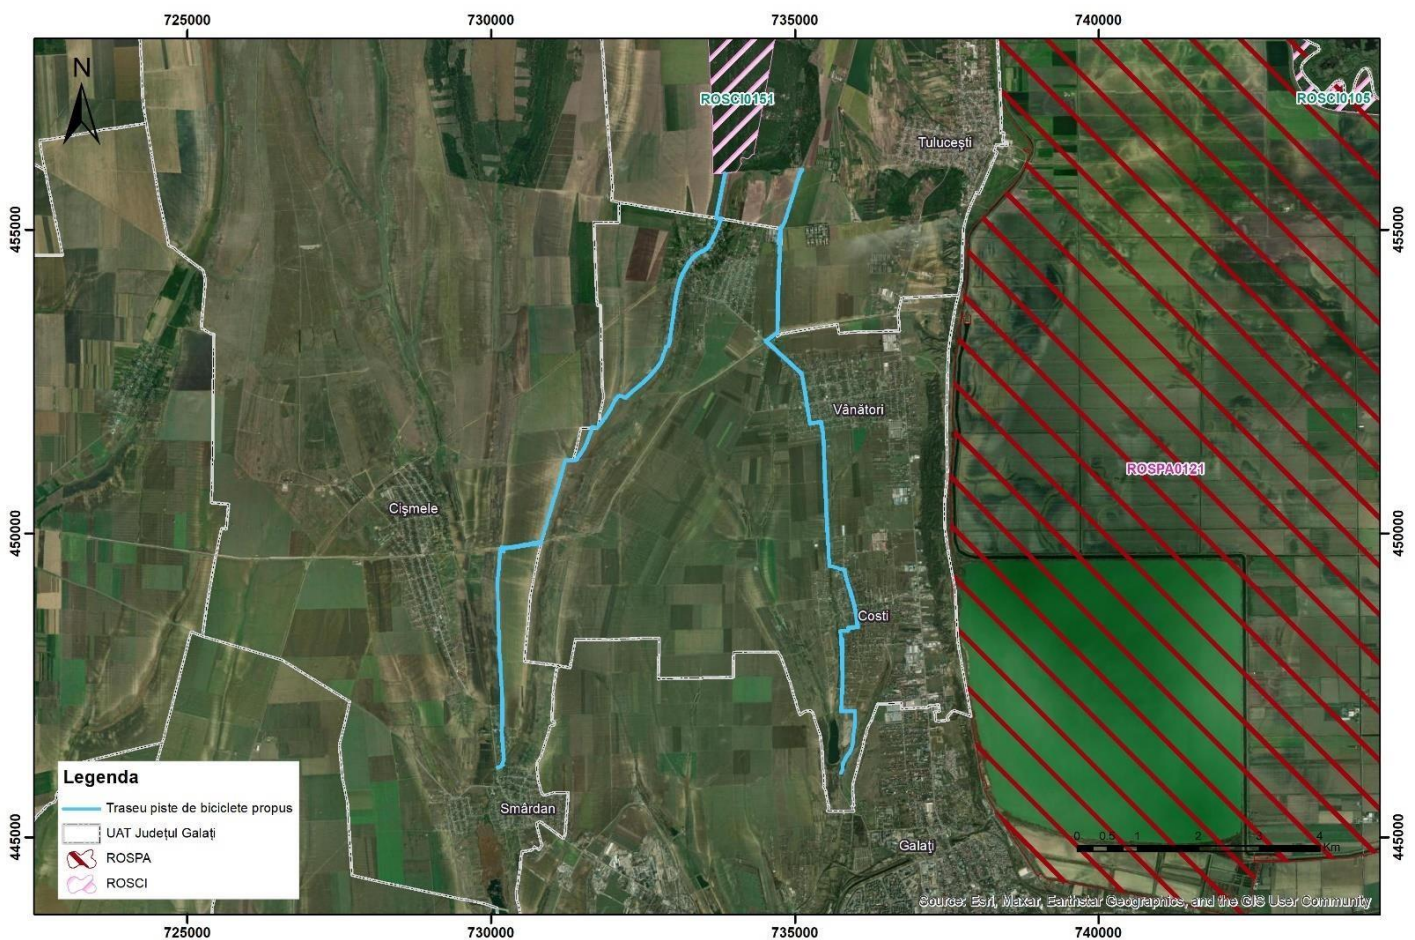 725000 730000 735000 740000
N
ROSCI0151
ROSCI0105
Tulucești
455000 455000
Vânători
ROSPA0121
Cișmele
450000 450000
Costi
Legenda
Traseu piste de biciclete propus
UAT Județul Galați
ROSPA
ROSCI
Smârdan
Galați
445000 445000
0 0.5 1 2 3 4
Km
Source: Esri, Maxar, Earthstar Geographics, and the GIS User Community
725000 730000 735000 740000